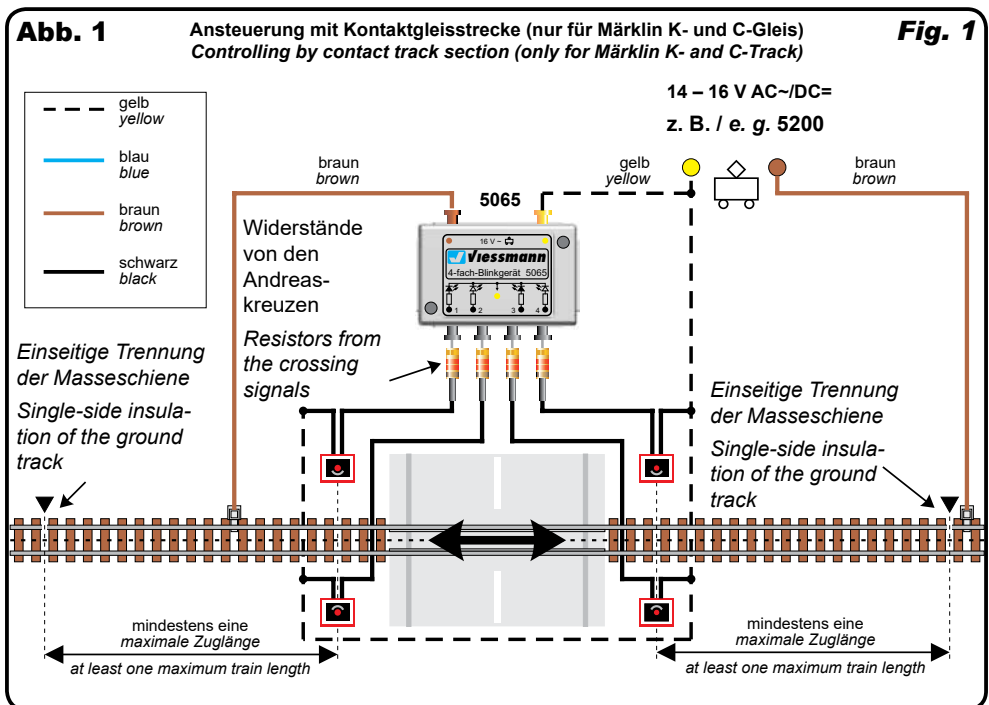 Abb. 1
Ansteuerung mit Kontaktgleisstrecke (nur für Märklin K- und C-Gleis)
Controlling by contact track section (only for Märklin K- and C-Track)
Fig. 1
gelb
yellow
blau
blue
braun
brown
schwarz
black
14 – 16 V AC~/DC=
z. B. / e. g. 5200
braun
brown
gelb
yellow
braun
brown
5065
16 V ~
Viessmann
4-fach-Blinkgerät 5065
1 2 3 4
Widerstände
von den
Andreas-
kreuzen
Resistors from
the crossing
signals
Einseitige Trennung
der Masseschiene
Single-side insula-
tion of the ground
track
Einseitige Trennung
der Masseschiene
Single-side insula-
tion of the ground
track
mindestens eine
maximale Zuglänge
at least one maximum train length
mindestens eine
maximale Zuglänge
at least one maximum train length